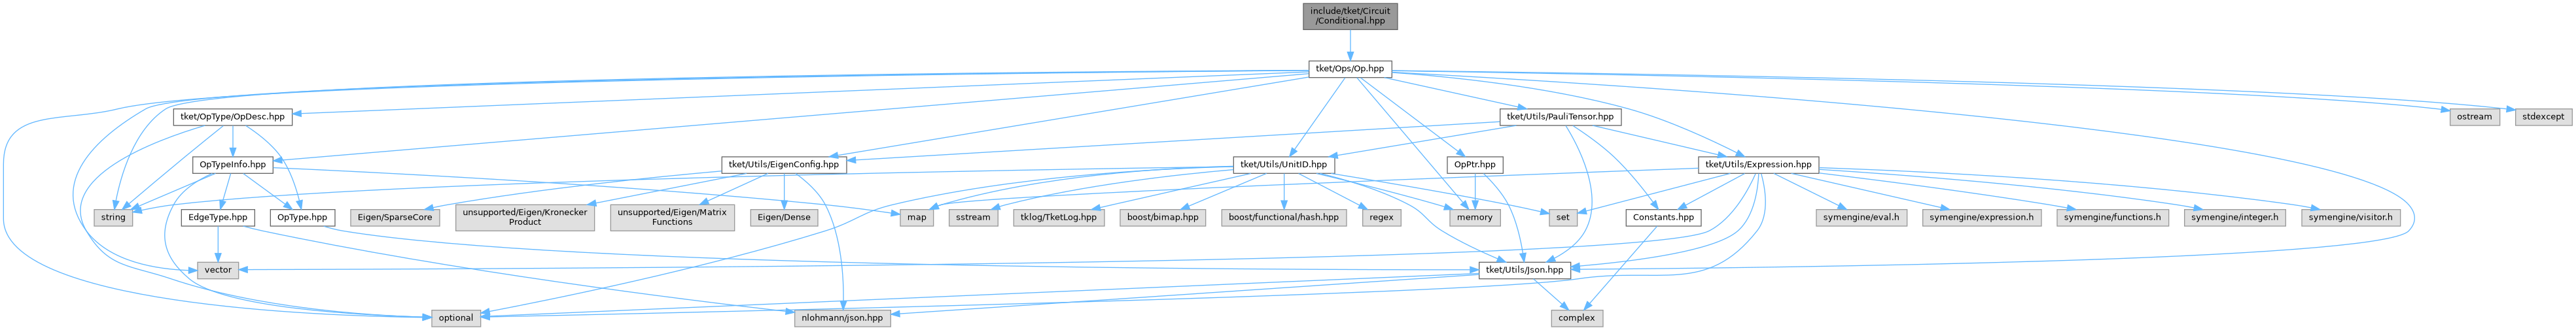 include/tket/Circuit
/Conditional.hpp
tket/Ops/Op.hpp
tket/OpType/OpDesc.hpp
tket/Utils/PauliTensor.hpp
ostream
stdexcept
OpTypeInfo.hpp
tket/Utils/EigenConfig.hpp
tket/Utils/UnitID.hpp
OpPtr.hpp
tket/Utils/Expression.hpp
string
EdgeType.hpp
OpType.hpp
Eigen/SparseCore
unsupported/Eigen/Kronecker
Product
unsupported/Eigen/Matrix
Functions
Eigen/Dense
map
sstream
tklog/TketLog.hpp
boost/bimap.hpp
boost/functional/hash.hpp
regex
memory
set
Constants.hpp
symengine/eval.h
symengine/expression.h
symengine/functions.h
symengine/integer.h
symengine/visitor.h
vector
tket/Utils/Json.hpp
optional
nlohmann/json.hpp
complex